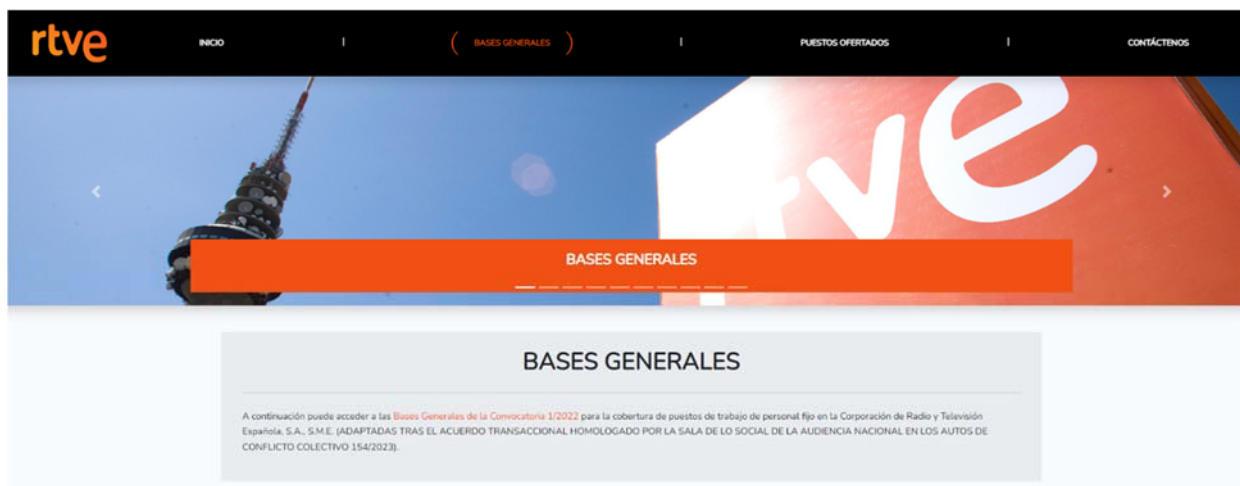 rtve
INICIO | ( BASES GENERALES ) | PUESTOS OFERTADOS | CONTÁCTENOS
rve
BASES GENERALES
BASES GENERALES
A continuación puede acceder a las Bases Generales de la Convocatoria 1/2022 para la cobertura de puestos de trabajo de personal fijo en la Corporación de Radio y Televisión
Española, S.A., S.M.E. (ADAPTADAS TRAS EL ACUERDO TRANSACCIONAL HOMOLOGADO POR LA SALA DE LO SOCIAL DE LA AUDIENCIA NACIONAL EN LOS AUTOS DE
CONFLICTO COLECTIVO 154/2023).